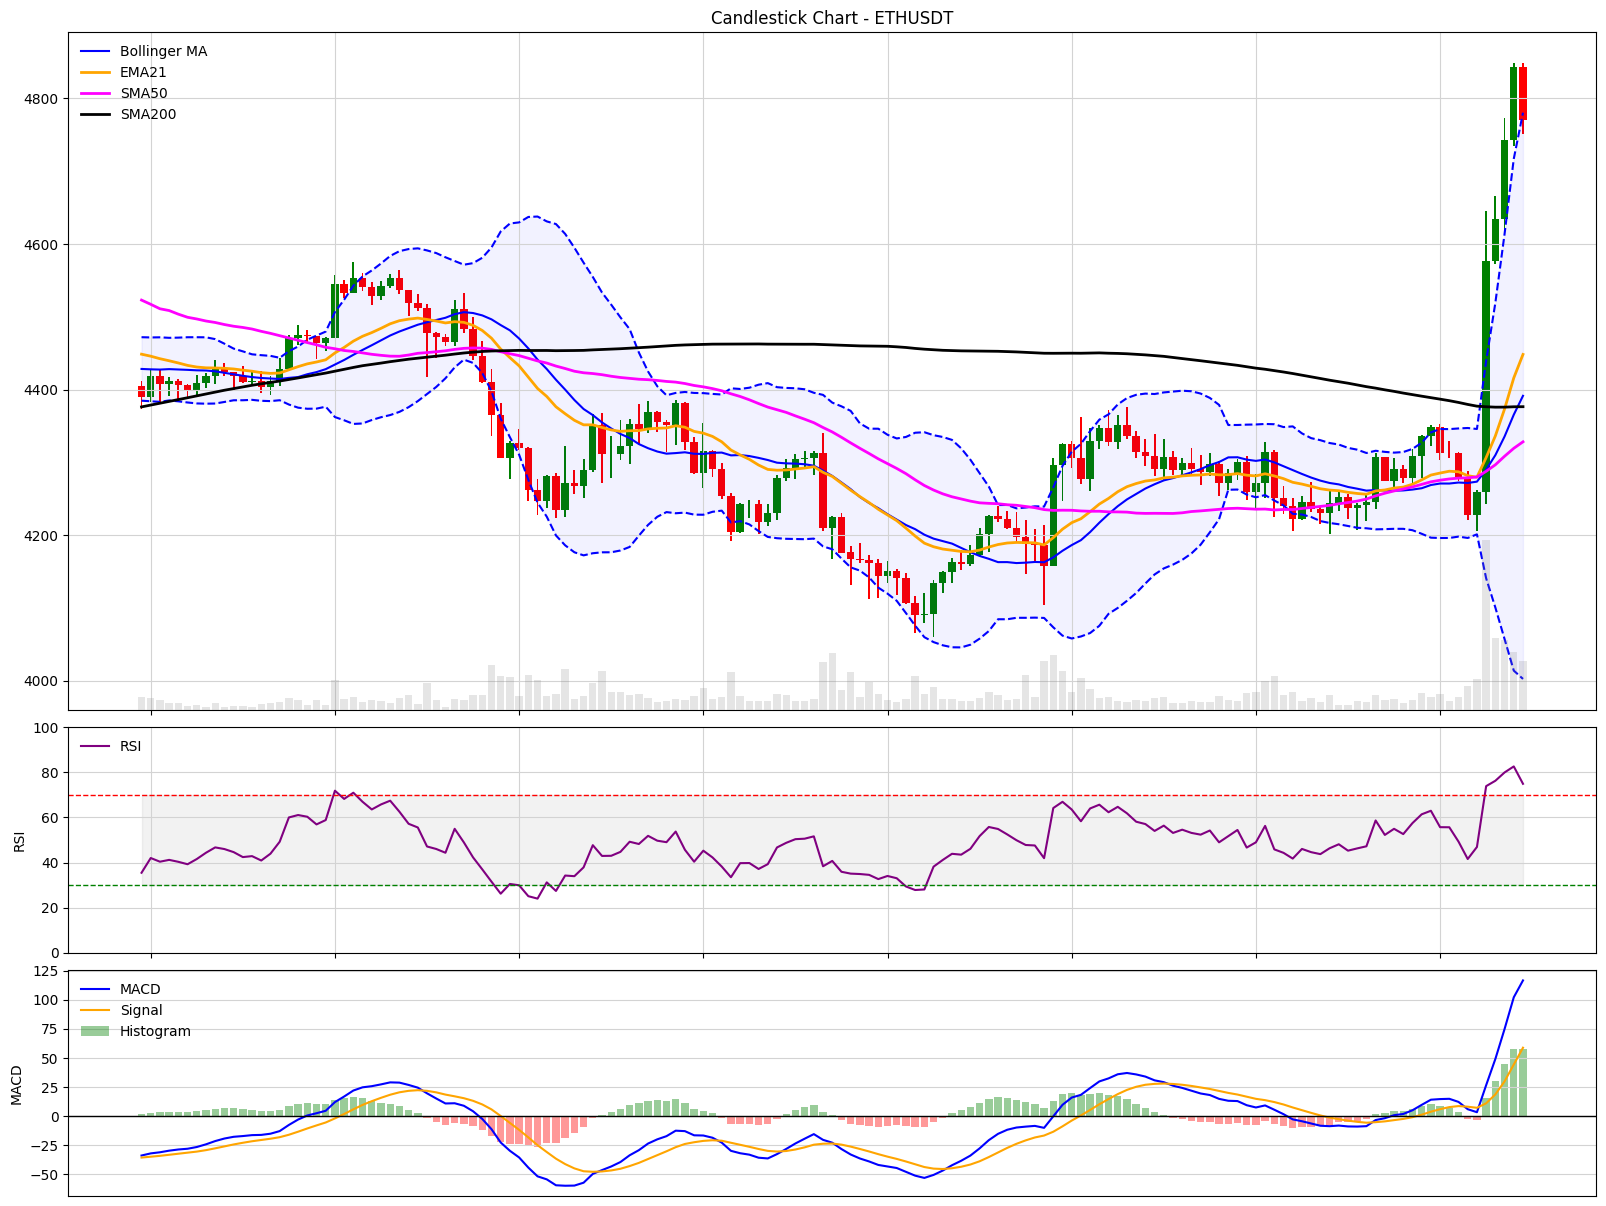 Candlestick Chart - ETHUSDT
Bollinger MA
EMA21
SMA50
SMA200
4800
4600
4400
4200
4000
100
80
60
40
20
0
RSI
RSI
125
100
75
50
25
0
−25
−50
MACD
MACD
Signal
Histogram